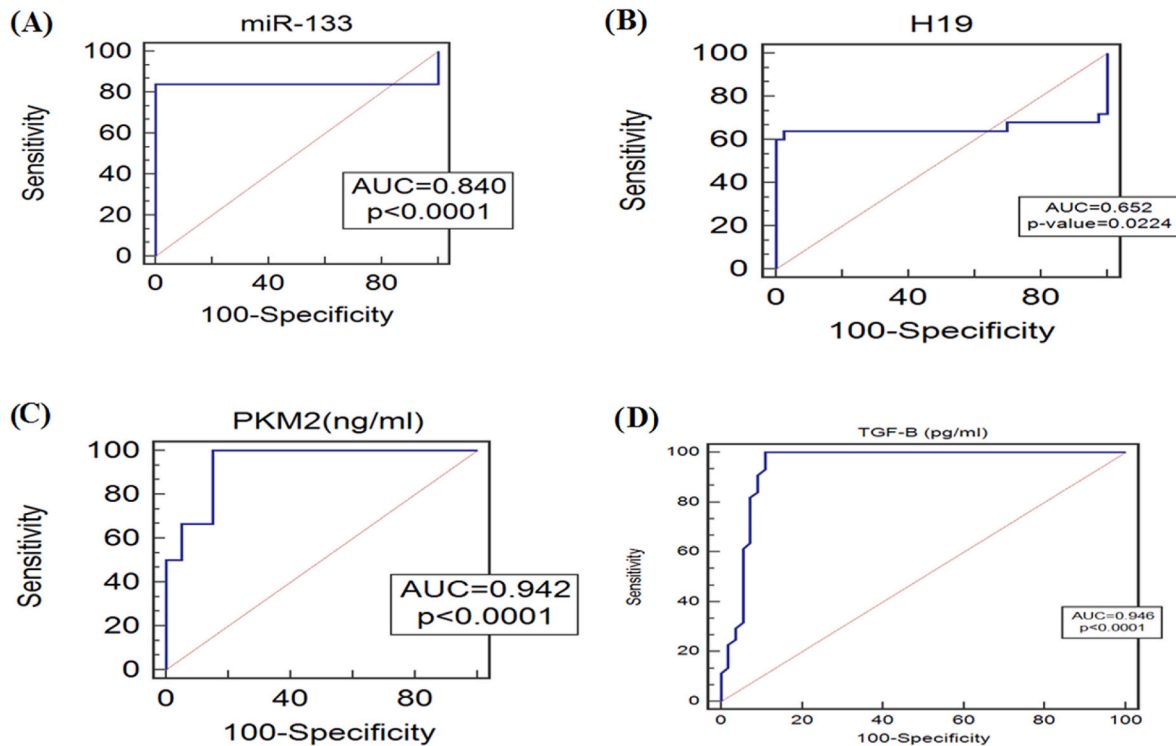 (A)
miR-133
Sensitivity
100
80
60
40
20
0
AUC=0.840
p<0.0001
0 40 80
100-Specificity
(B)
H19
Sensitivity
100
80
60
40
20
0
AUC=0.652
p-value=0.0224
0 40 80
100-Specificity
(C)
PKM2(ng/ml)
Sensitivity
100
80
60
40
20
0
AUC=0.942
p<0.0001
0 40 80
100-Specificity
(D)
TGF-B (pg/ml)
Sensitivity
100
80
60
40
20
0
AUC=0.946
p<0.0001
0 20 40 60 80 100
100-Specificity